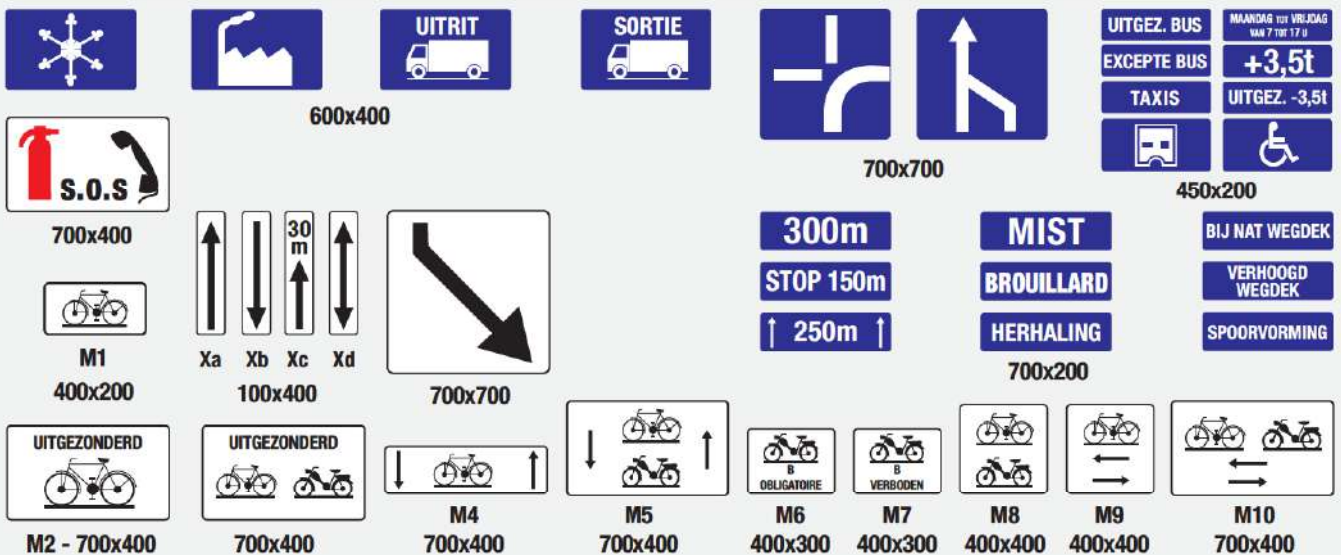 UITRIT
SORTIE
600x400
700x700
UITGEZ. BUS
MAANDAG TOT VRIJDAG
VAN 7 TOT 17 U
EXCEPTE BUS
+3,5t
TAXIS
UITGEZ. -3,5t
450x200
S.O.S
700x400
30
m
Xa Xb Xc Xd
100x400
700x700
300m
STOP 150m
↑ 250m ↑
MIST
BROUILLARD
HERHALING
700x200
BIJ NAT WEGDEK
VERHOOGD
WEGDEK
SPOORVORMING
M1
400x200
UITGEZONDERD
M2 - 700x400
UITGEZONDERD
700x400
M4
700x400
M5
700x400
B
OBLIGATOIRE
M6
400x300
B
VERBODEN
M7
400x300
M8
400x400
M9
400x400
M10
700x400